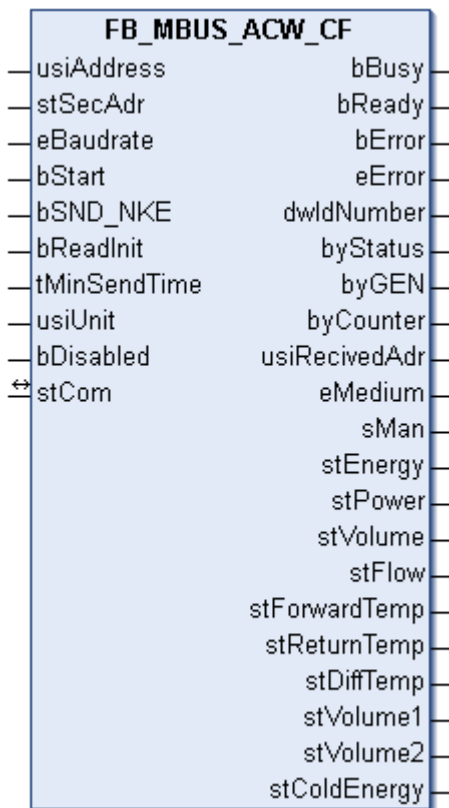 FB_MBUS_ACW_CF
usiAddress bBusy
stSecAdr bReady
eBaudrate bError
bStart eError
bSND_NKE dwIdNumber
bReadInit byStatus
tMinSendTime byGEN
usiUnit byCounter
bDisabled usiRecivedAdr
stCom eMedium
sMan
stEnergy
stPower
stVolume
stFlow
stForwardTemp
stReturnTemp
stDiffTemp
stVolume1
stVolume2
stColdEnergy